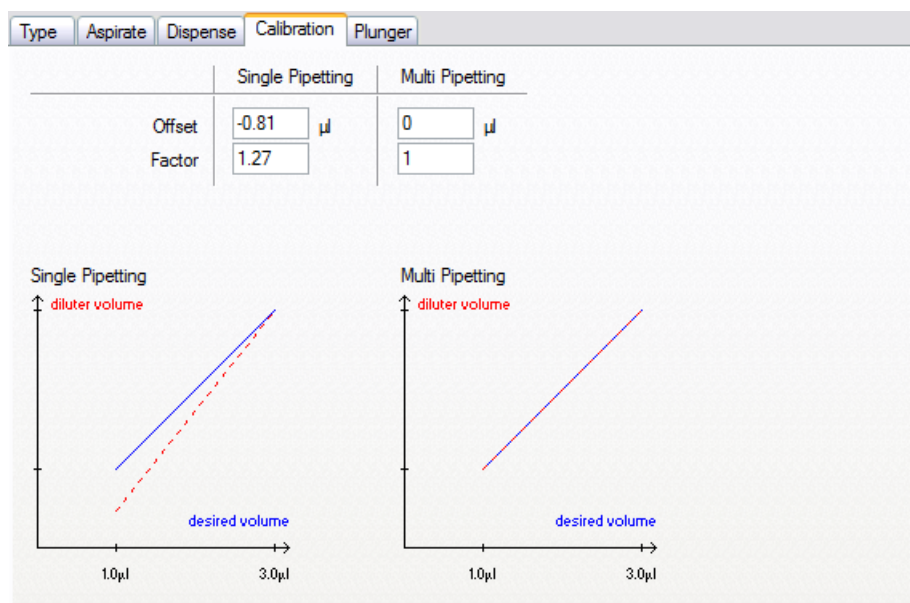 Type Aspirate Dispense Calibration Plunger
Single Pipetting Multi Pipetting
Offset -0.81 µl 0 µl
Factor 1.27 1
Single Pipetting Multi Pipetting
diluter volume diluter volume
desired volume desired volume
1.0µl 3.0µl 1.0µl 3.0µl